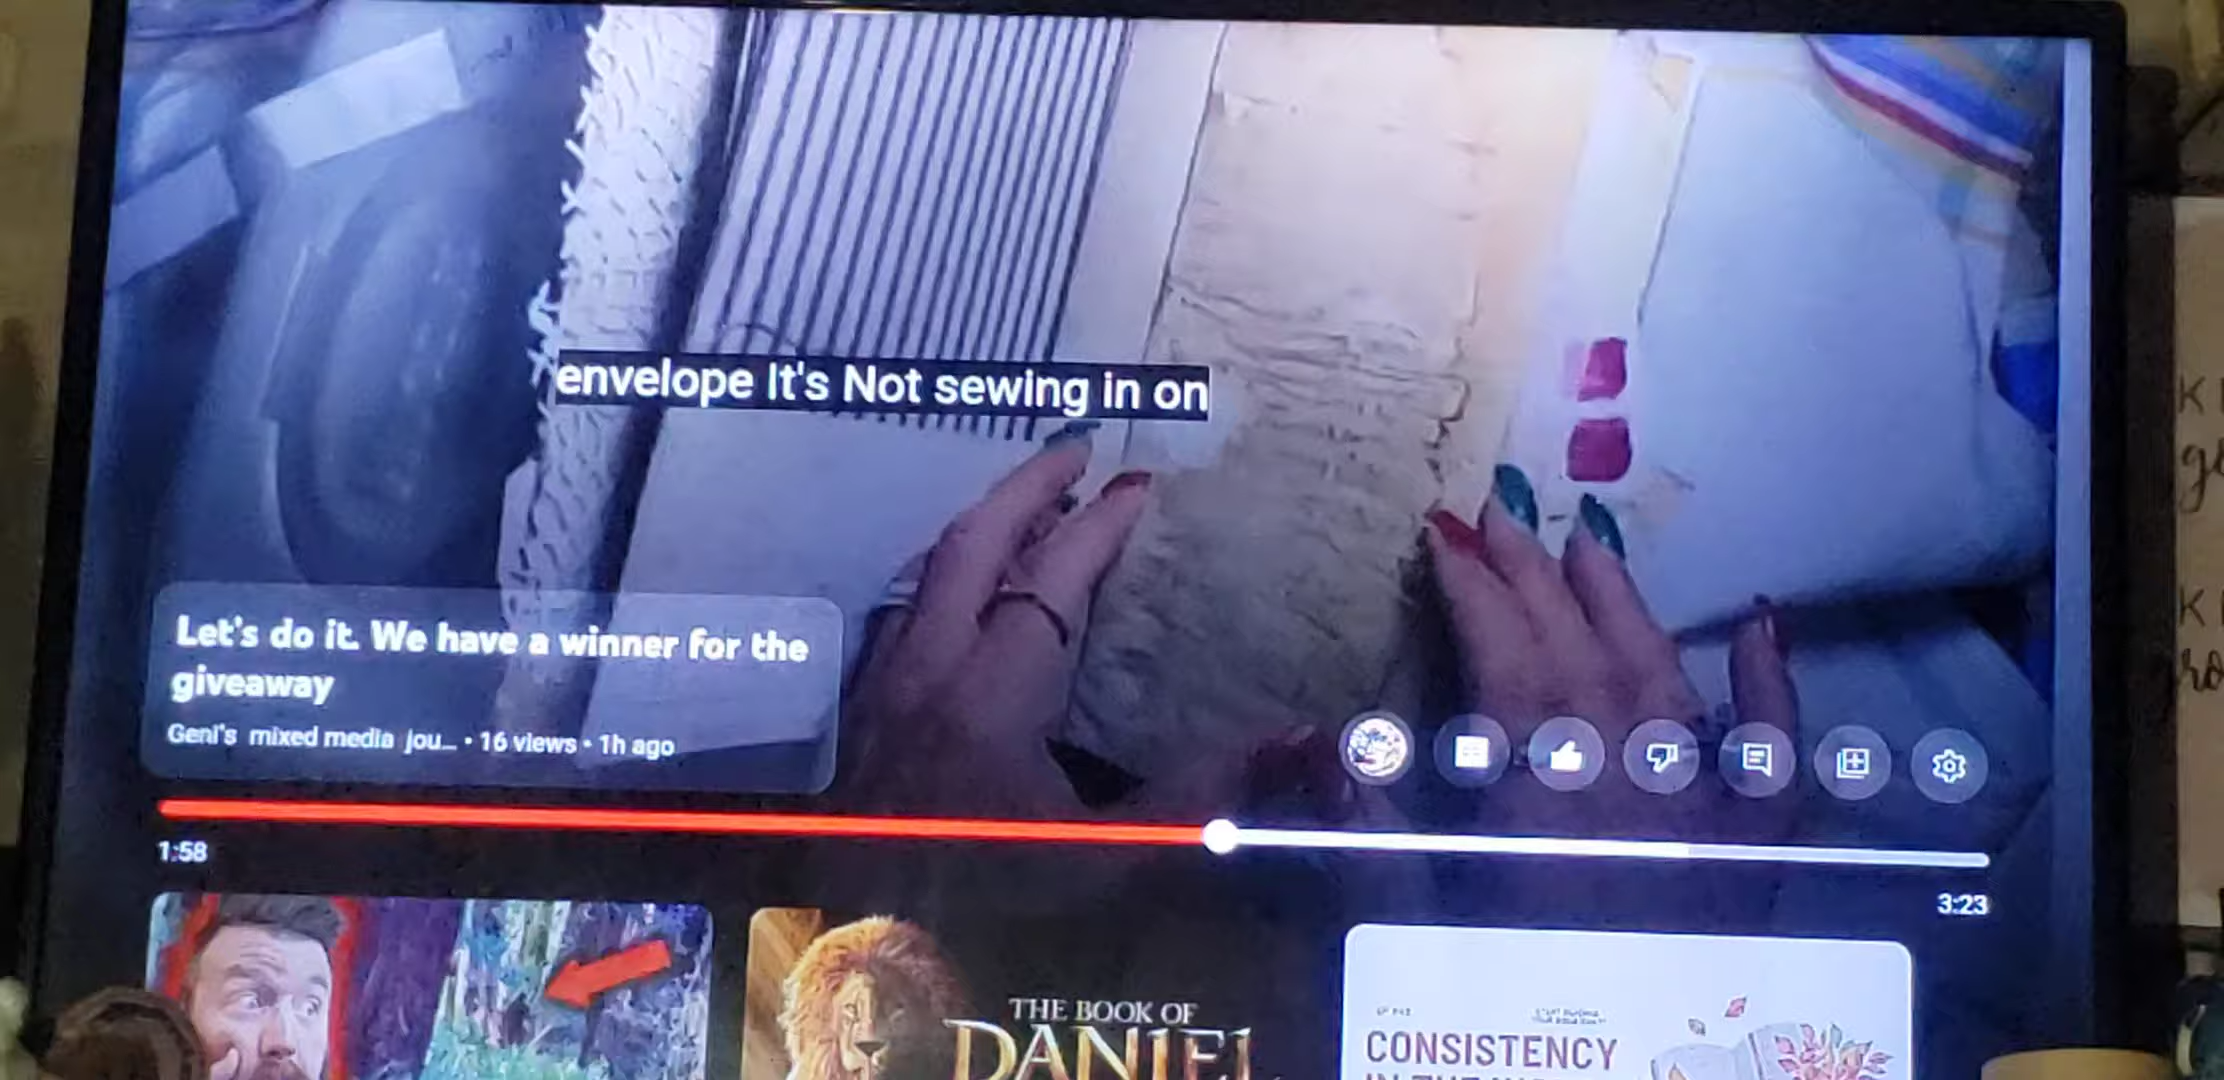 envelope It's Not sewing in on
Let's do it. We have a winner for the
giveaway
Geni's mixed media jou... • 16 views • 1h ago
1:58
3:23
THE BOOK OF
DANIEL
CONSISTENCY